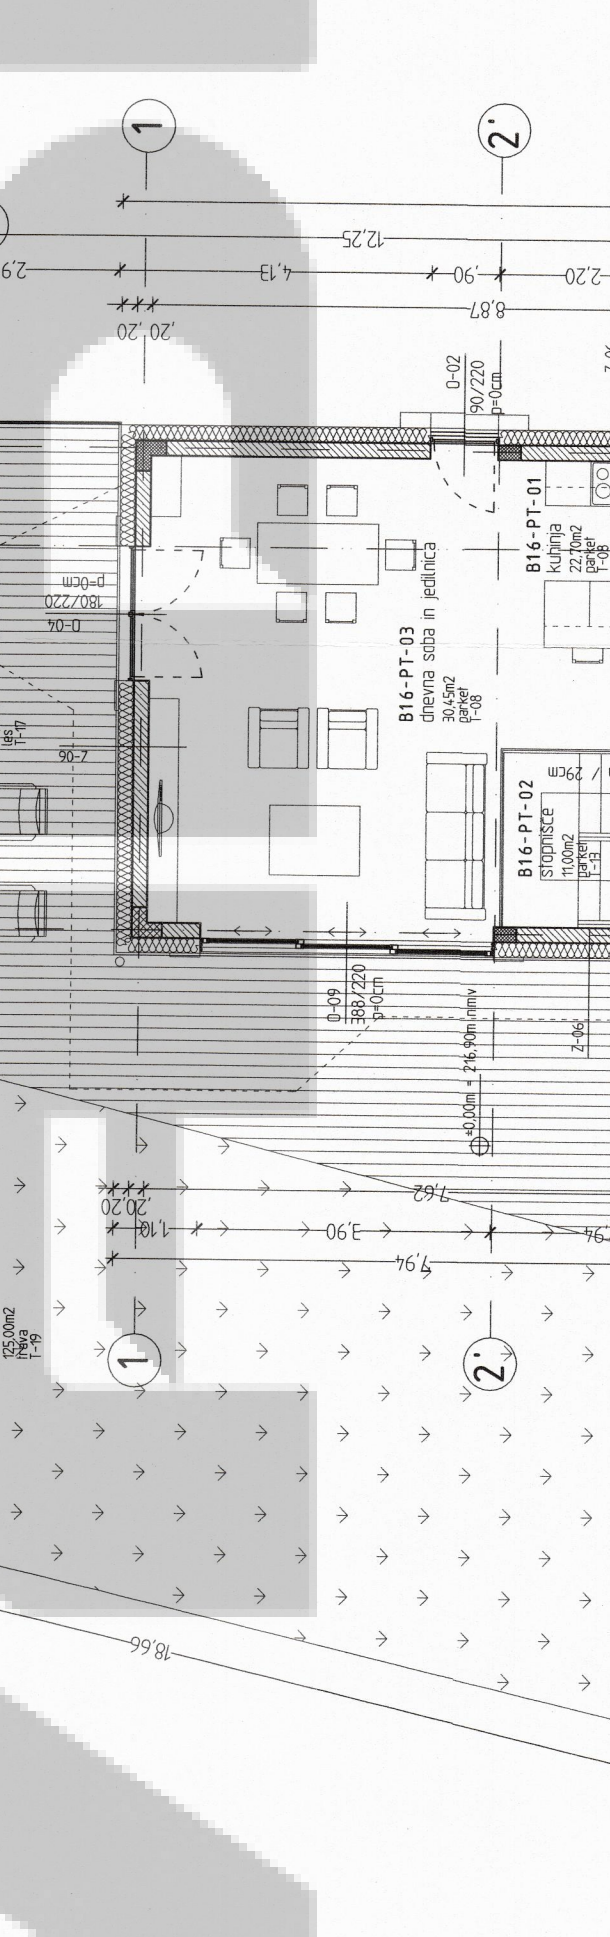 1
2'
12,25
2,9
4,13
,90
2,20
8,87
,20 ,20
O-02
90/220
p=0cm
B16-PT-01
kuhinja
22,70m2
parket
T-08
O-04
180/220
p=0cm
B16-PT-03
dnevna soba in jedilnica
30,45m2
parket
T-08
les
T-17
Z-06
/ 29cm
B16-PT-02
stopnišče
11,00m2
parket
T-13
O-09
388/220
p=0cm
±0,00m = 216,90m nmv
Z-06
7,62
,20 ,20
1,10
3,90
7,94
125,00m2
trava
T-19
1
2'
18,66